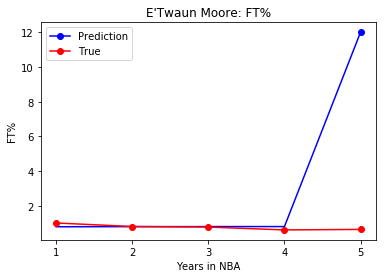 E'Twaun Moore: FT%
Prediction
True
12
10
8
6
4
2
FT%
1 2 3 4 5
Years in NBA